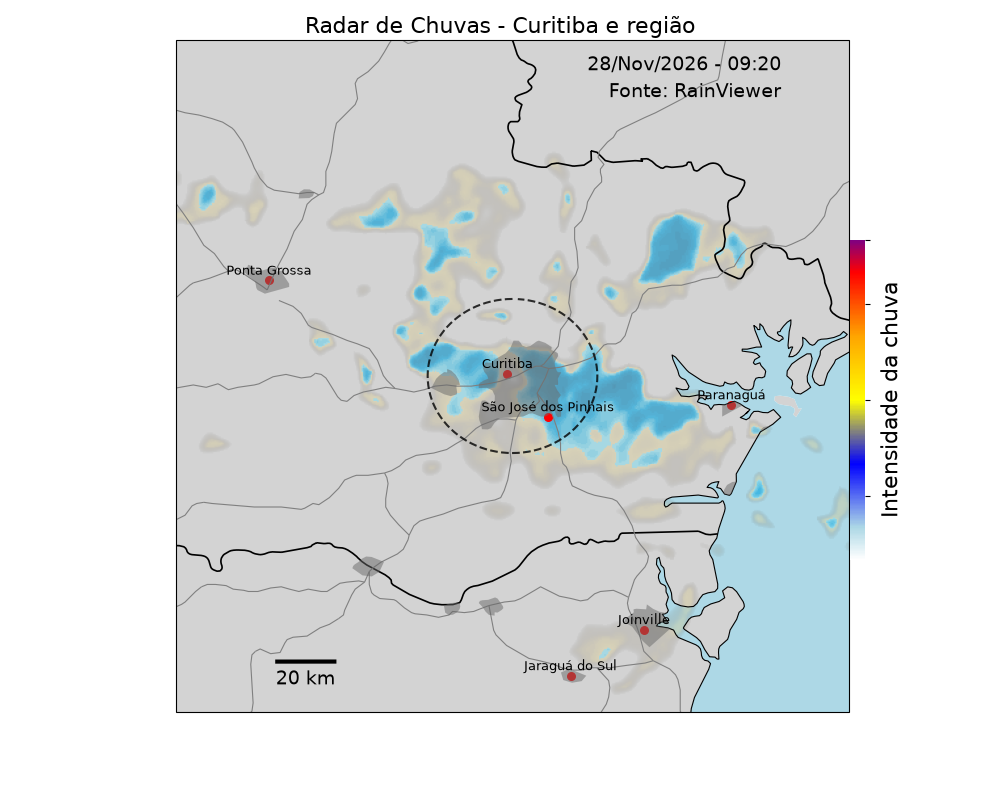 Radar de Chuvas - Curitiba e região
28/Nov/2026 - 09:20
Fonte: RainViewer
Ponta Grossa
Curitiba
Paranaguá
São José dos Pinhais
Intensidade da chuva
Joinville
Jaraguá do Sul
20 km